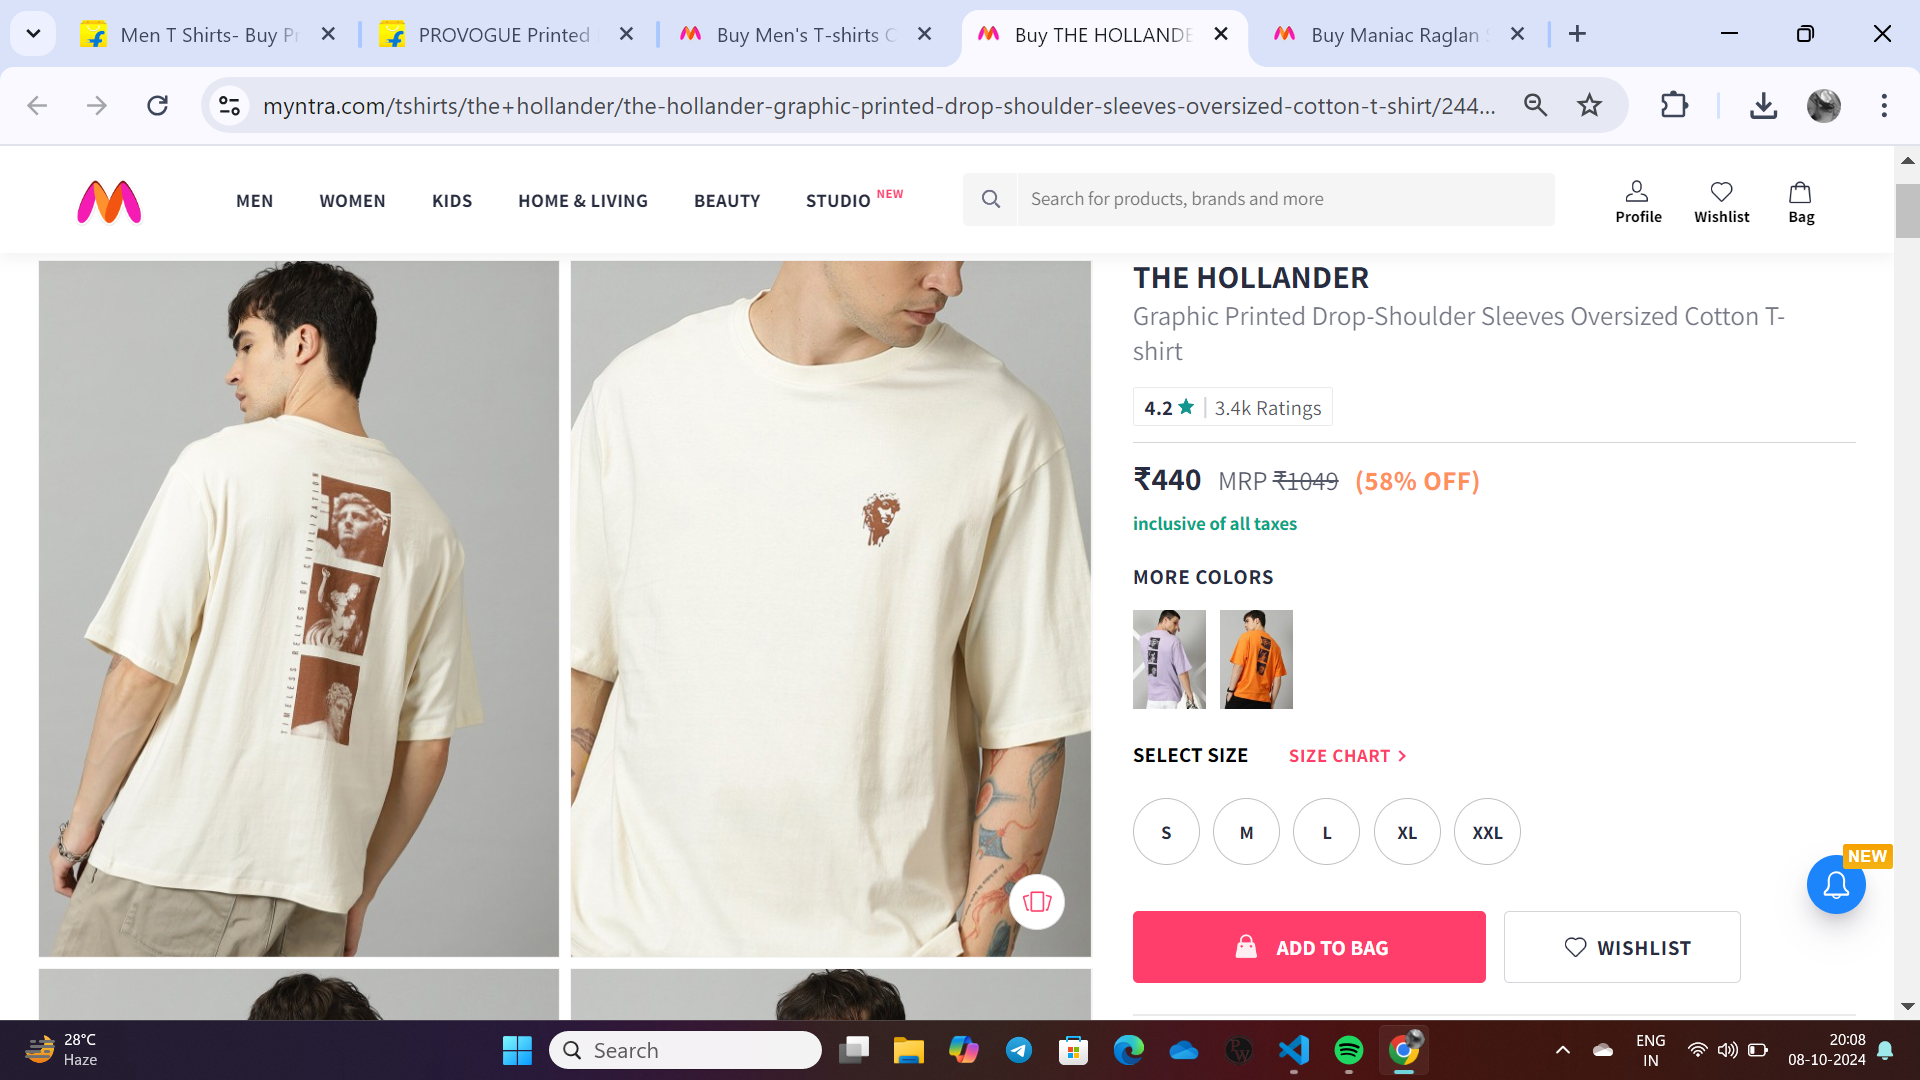 Men T Shirts- Buy Pr
PROVOGUE Printed
Buy Men's T-shirts O
Buy THE HOLLANDE
Buy Maniac Raglan S
myntra.com/tshirts/the+hollander/the-hollander-graphic-printed-drop-shoulder-sleeves-oversized-cotton-t-shirt/244...
MEN
WOMEN
KIDS
HOME & LIVING
BEAUTY
STUDIO NEW
Search for products, brands and more
Profile
Wishlist
Bag
TIMELESS RELICS OF CIVILIZATION
THE HOLLANDER
Graphic Printed Drop-Shoulder Sleeves Oversized Cotton T-
shirt
4.2 ★ | 3.4k Ratings
₹440 MRP ₹1049 (58% OFF)
inclusive of all taxes
MORE COLORS
SELECT SIZE
SIZE CHART >
S
M
L
XL
XXL
NEW
ADD TO BAG
WISHLIST
28°C
Haze
Search
ENG
IN
20:08
08-10-2024